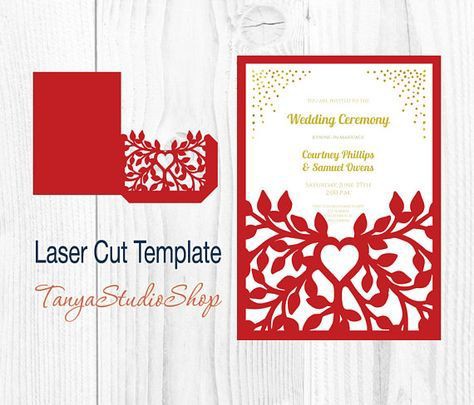 YOU ARE INVITED TO THE
Wedding Ceremony
JOINING IN MARRIAGE
Courtney Phillips
& Samuel Owens
SATURDAY, JUNE 27TH
2:00 P.M.
Laser Cut Template
TanyaStudioShop